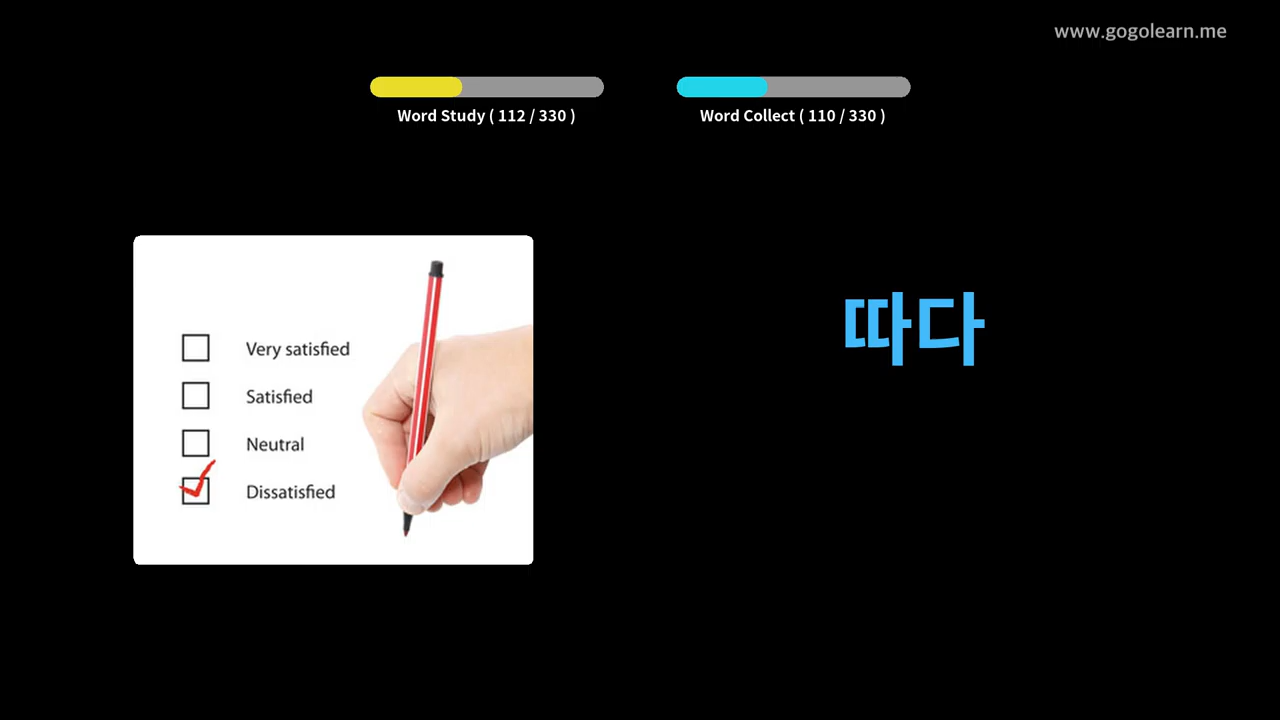 www.gogolearn.me
Word Study ( 112 / 330 )
Word Collect ( 110 / 330 )
Very satisfied
Satisfied
Neutral
Dissatisfied
따다